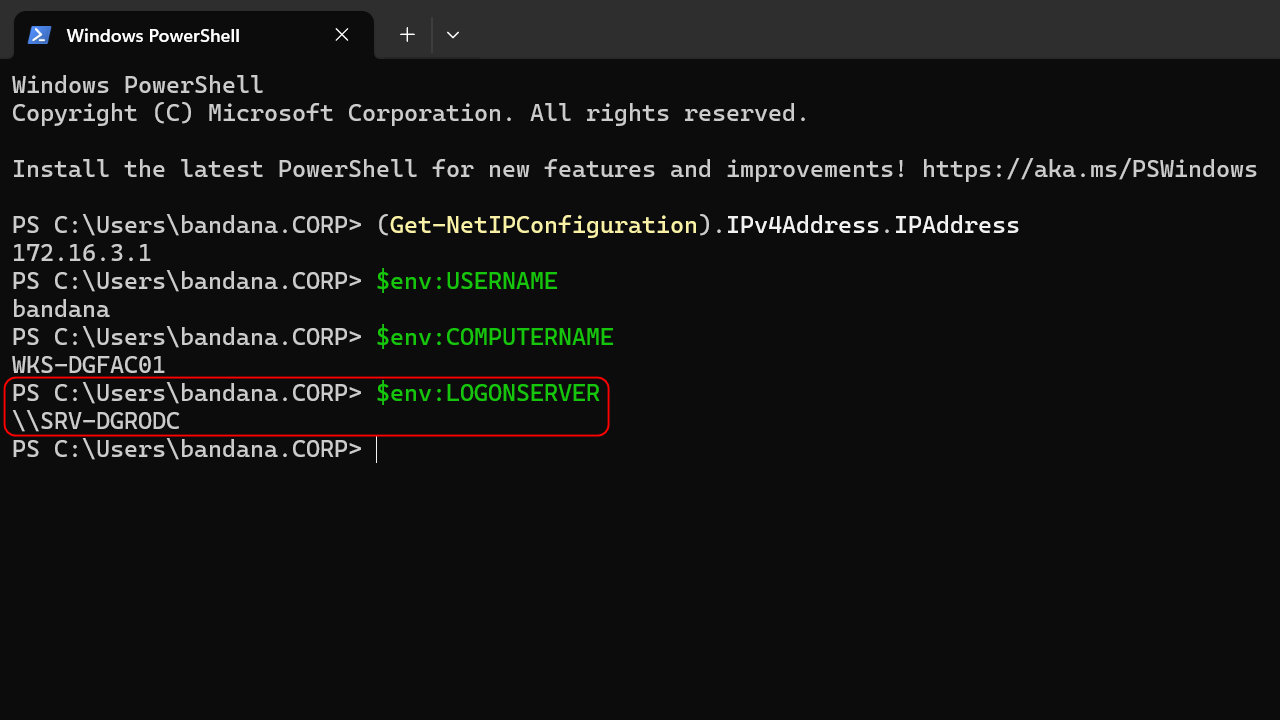 Windows PowerShell
Windows PowerShell
Copyright (C) Microsoft Corporation. All rights reserved.
Install the latest PowerShell for new features and improvements! https://aka.ms/PSWindows
PS C:\Users\bandana.CORP> (Get-NetIPConfiguration).IPv4Address.IPAddress
172.16.3.1
PS C:\Users\bandana.CORP> $env:USERNAME
bandana
PS C:\Users\bandana.CORP> $env:COMPUTERNAME
WKS-DGFAC01
PS C:\Users\bandana.CORP> $env:LOGONSERVER
\\SRV-DGRODC
PS C:\Users\bandana.CORP>